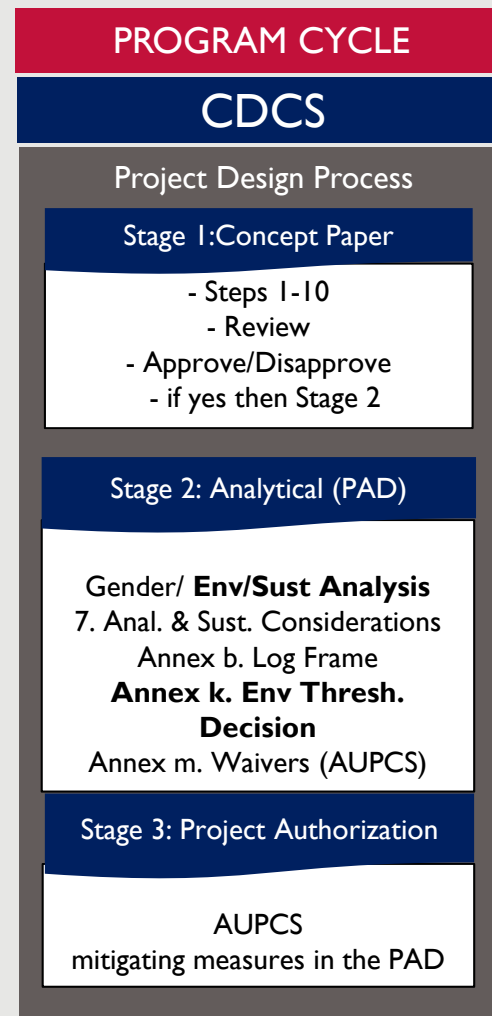 PROGRAM CYCLE
CDCS
Project Design Process
Stage 1:Concept Paper
- Steps 1-10
- Review
- Approve/Disapprove
- if yes then Stage 2
Stage 2: Analytical (PAD)
Gender/ Env/Sust Analysis
7. Anal. & Sust. Considerations
Annex b. Log Frame
Annex k. Env Thresh.
Decision
Annex m. Waivers (AUPCS)
Stage 3: Project Authorization
AUPCS
mitigating measures in the PAD